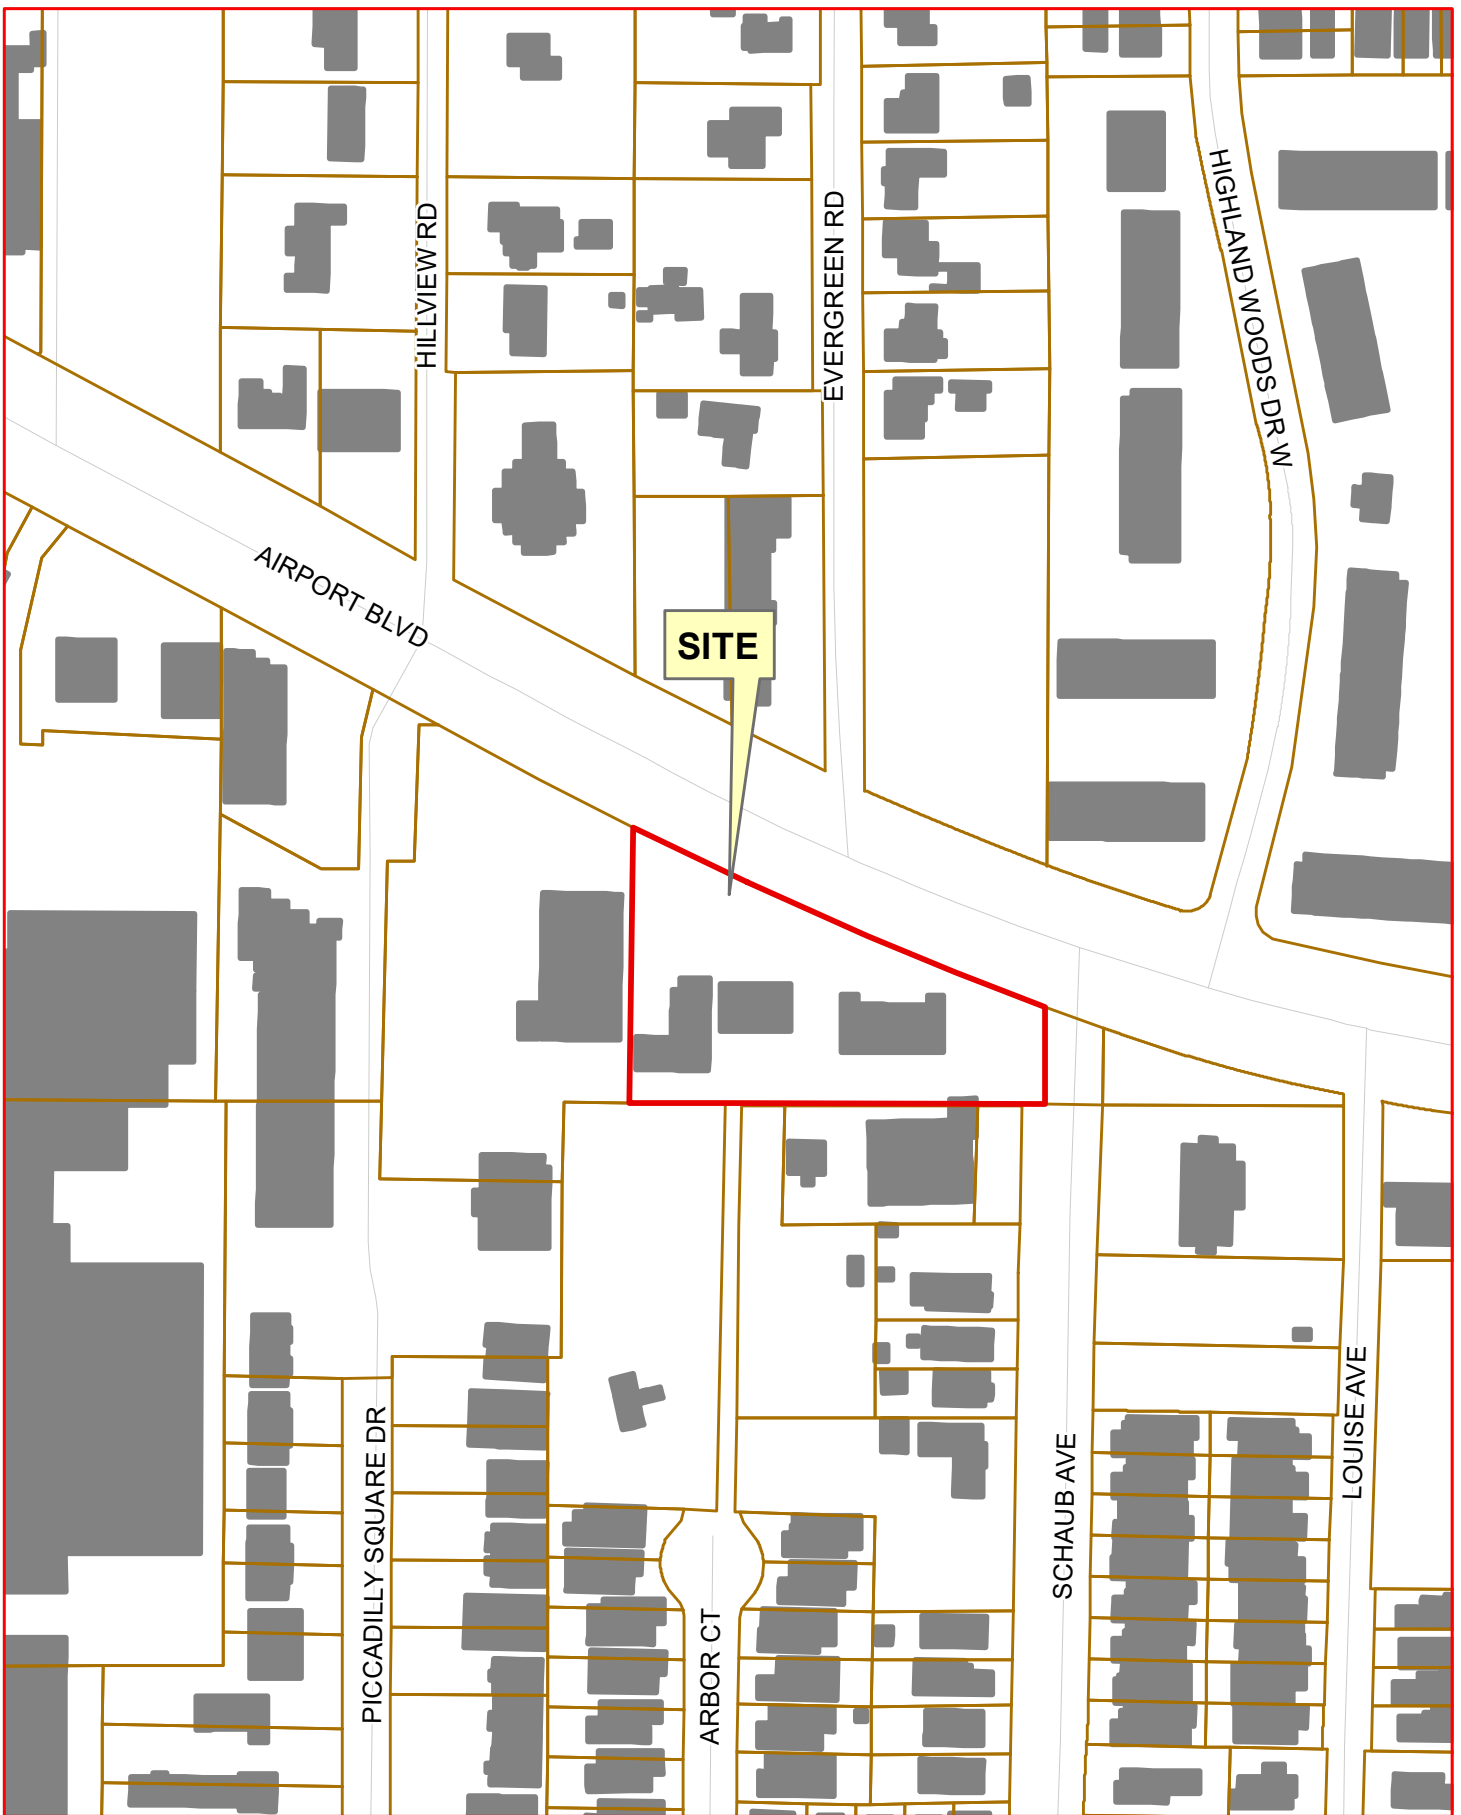 HIGHLAND WOODS DR W
HILLVIEW RD
EVERGREEN RD
AIRPORT BLVD
SITE
PICCADILLY SQUARE DR
ARBOR CT
SCHAUB AVE
LOUISE AVE